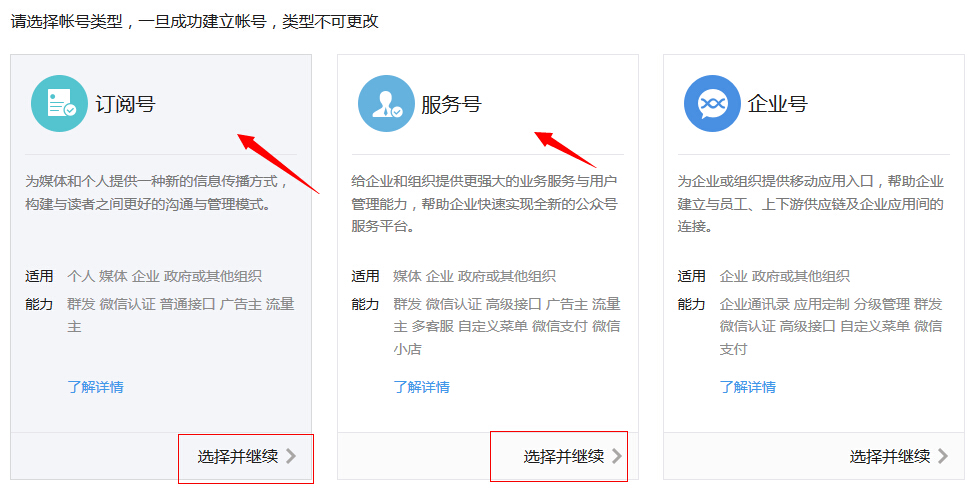 请选择帐号类型，一旦成功建立帐号，类型不可更改
订阅号
为媒体和个人提供一种新的信息传播方式，
构建与读者之间更好的沟通与管理模式。
适用 个人 媒体 企业 政府或其他组织
能力 群发 微信认证 普通接口 广告主 流量
主
了解详情
选择并继续
服务号
给企业和组织提供更强大的业务服务与用户
管理能力，帮助企业快速实现全新的公众号
服务平台。
适用 媒体 企业 政府或其他组织
能力 群发 微信认证 高级接口 广告主 流量
主 多客服 自定义菜单 微信支付 微信
小店
了解详情
选择并继续
企业号
为企业或组织提供移动应用入口，帮助企业
建立与员工、上下游供应链及企业应用间的
连接。
适用 企业 政府或其他组织
能力 企业通讯录 应用定制 分级管理 群发
微信认证 高级接口 自定义菜单 微信
支付
了解详情
选择并继续